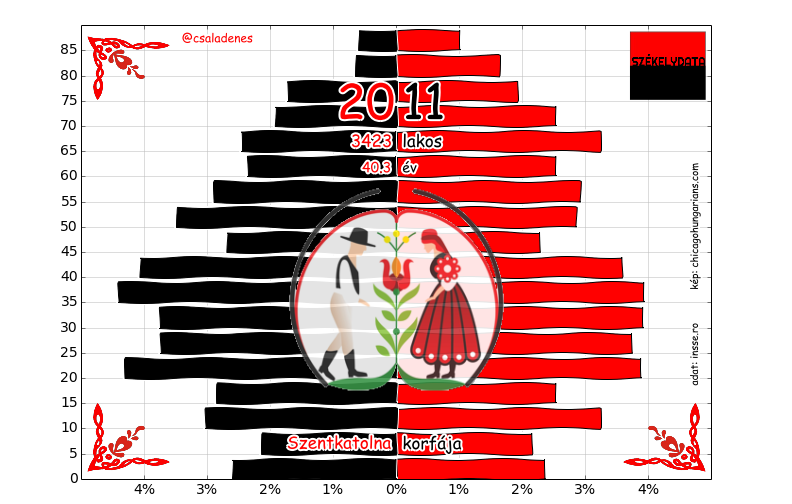 @csaladenes
SZÉKELYDATA
2011
3423 lakos
40.3 év
kép: chicagohungarians.com/
adat: insse.ro
Szentkatolna korfája
85
80
75
70
65
60
55
50
45
40
35
30
25
20
15
10
5
0
4% 3% 2% 1% 0% 1% 2% 3% 4%